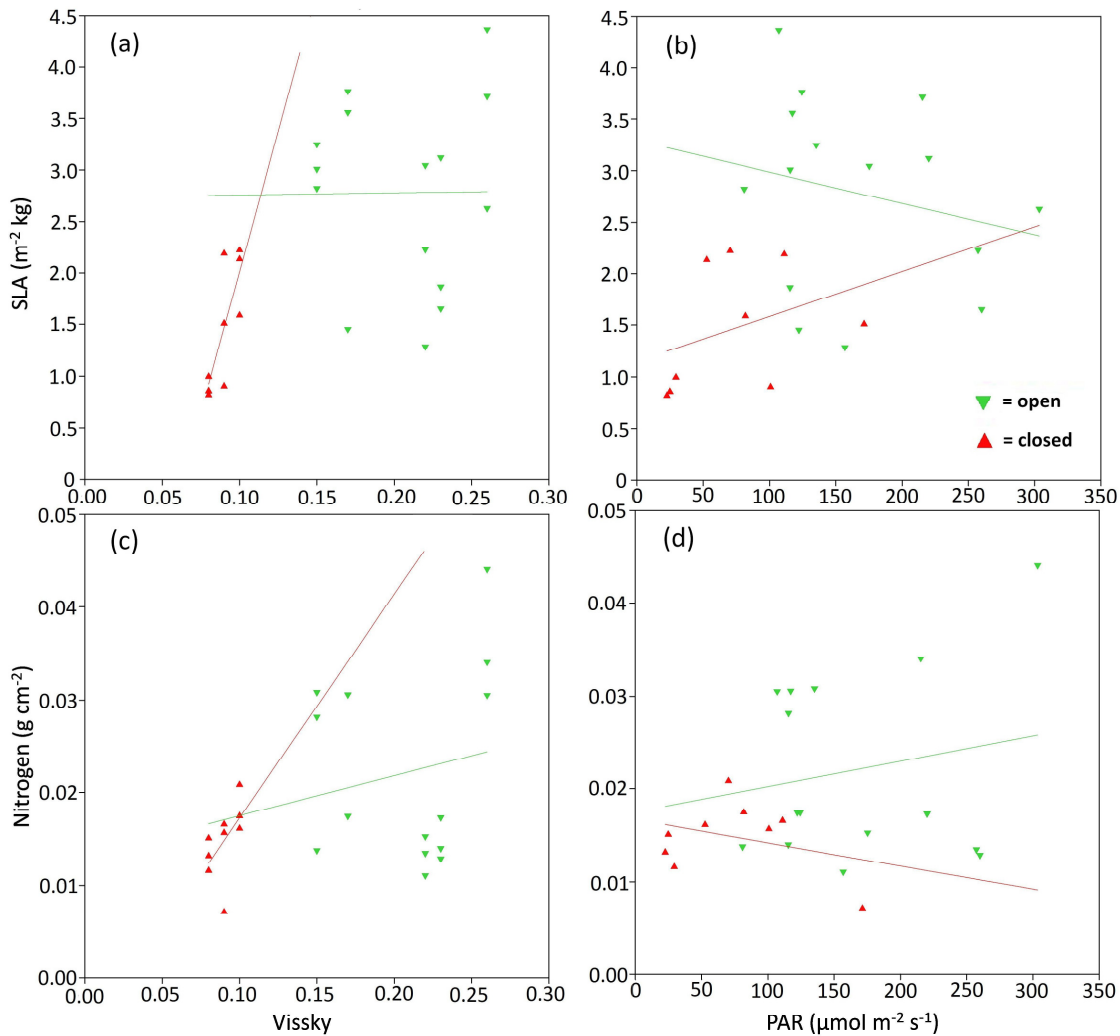 (a)
4.5
4.0
3.5
3.0
2.5
2.0
1.5
1.0
0.5
0
SLA (m⁻² kg)
0.00 0.05 0.10 0.15 0.20 0.25 0.30
(b)
4.5
4.0
3.5
3.0
2.5
2.0
1.5
1.0
0.5
0
= open
= closed
50 100 150 200 250 300 350
(c)
0.05
0.04
0.03
0.02
0.01
0.00
Nitrogen (g cm⁻²)
0.00 0.05 0.10 0.15 0.20 0.25 0.30
Vissky
(d)
0.05
0.04
0.03
0.02
0.01
0.00
0 50 100 150 200 250 300 350
PAR (µmol m⁻² s⁻¹)